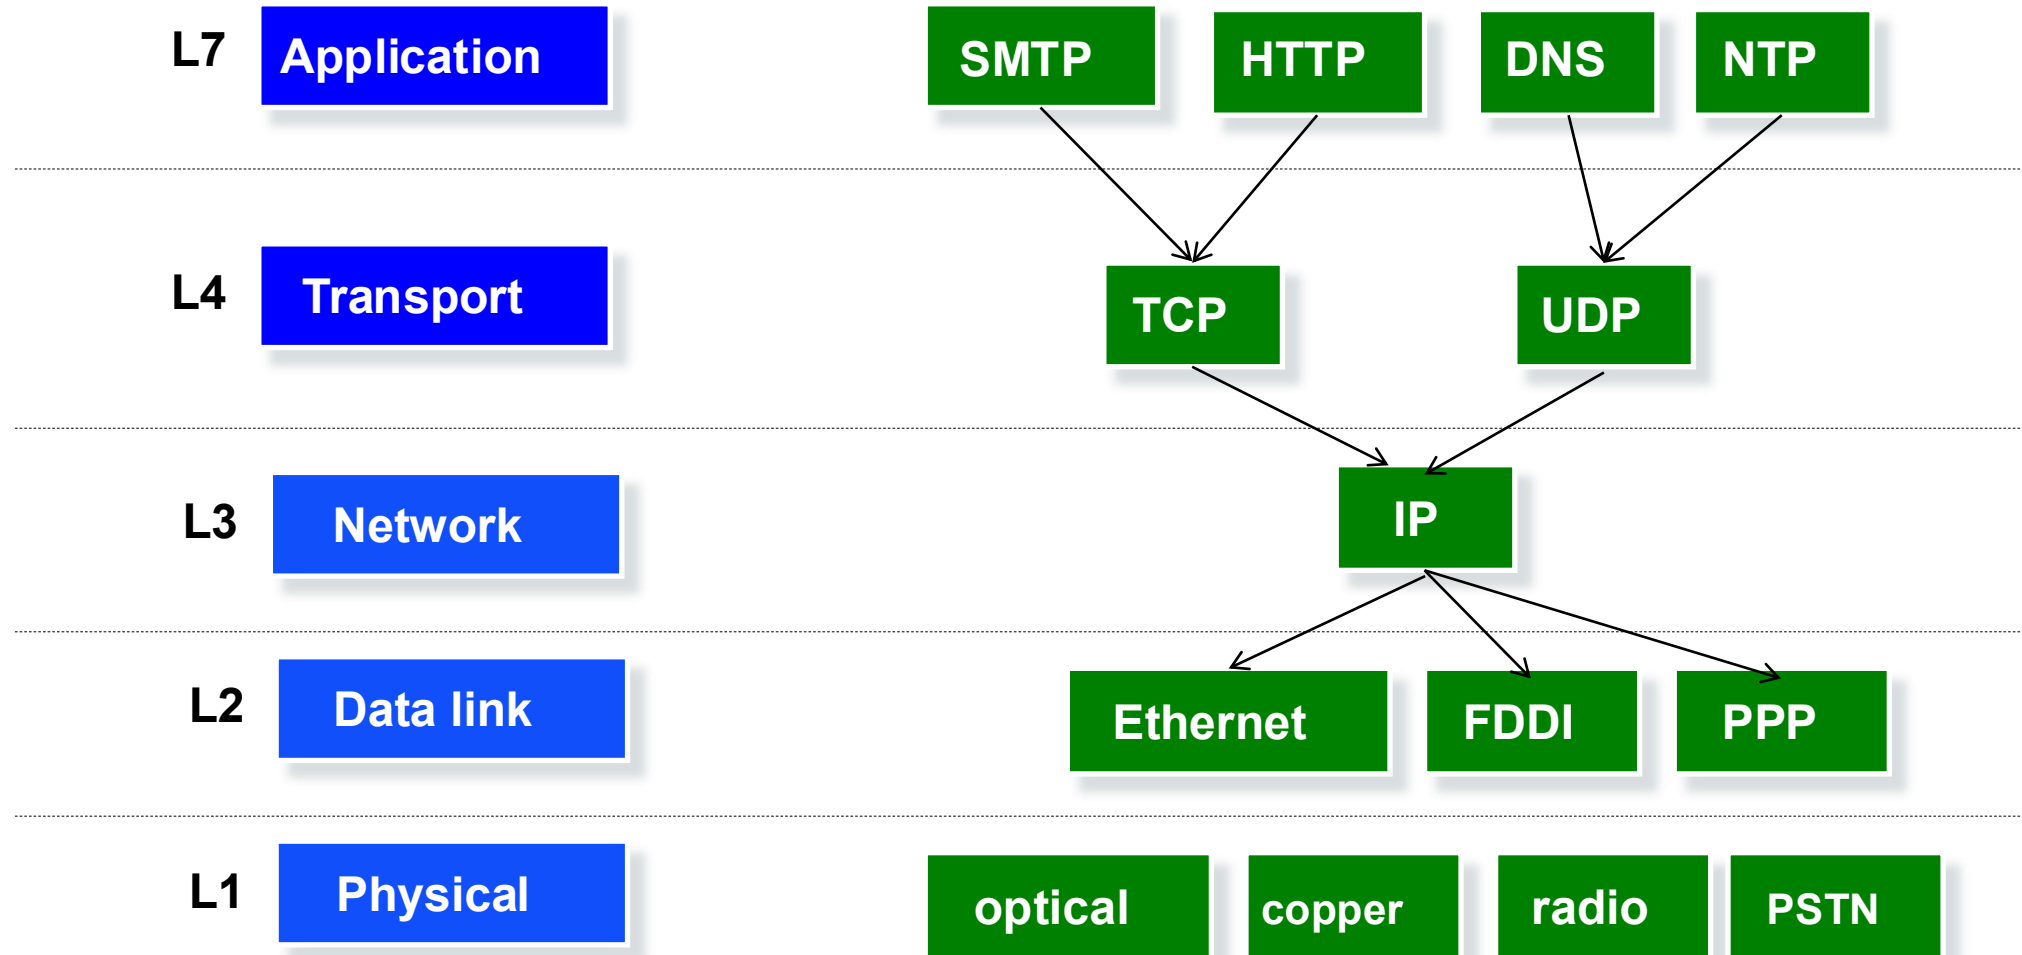 L7 Application SMTP HTTP DNS NTP
L4 Transport TCP UDP
L3 Network IP
L2 Data link Ethernet FDDI PPP
L1 Physical optical copper radio PSTN